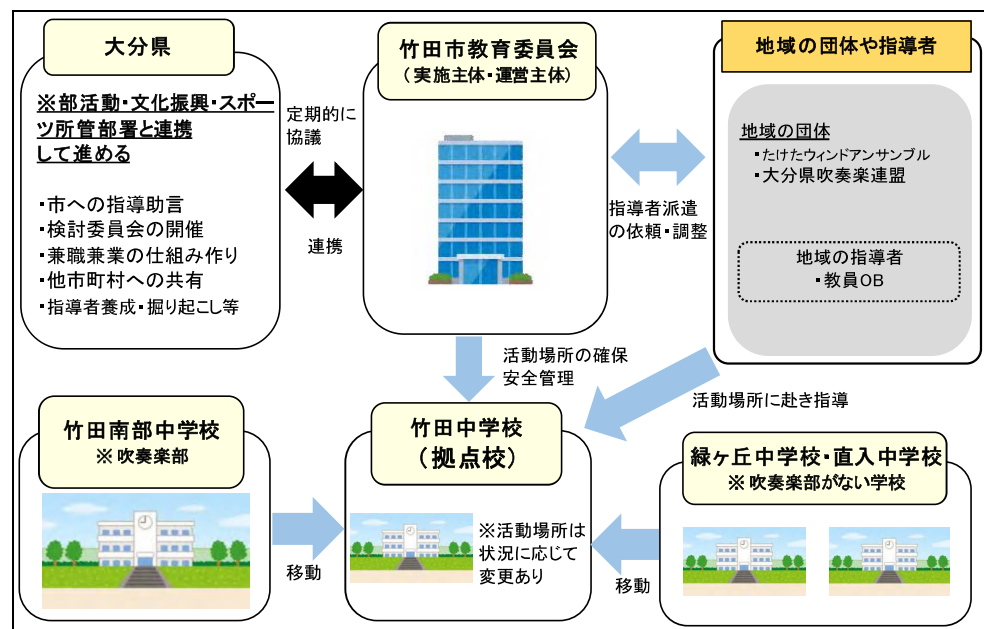 大分県
※部活動・文化振興・スポー
ツ所管部署と連携
して進める
・市への指導助言
・検討委員会の開催
・兼職兼業の仕組み作り
・他市町村への共有
・指導者養成・掘り起こし等
定期的に
協議
連携
竹田市教育委員会
(実施主体・運営主体)
指導者派遣
の依頼・調整
地域の団体や指導者
地域の団体
・たけたウィンドアンサンブル
・大分県吹奏楽連盟
地域の指導者
・教員OB
活動場所の確保
安全管理
活動場所に赴き指導
竹田南部中学校
※吹奏楽部
移動
竹田中学校
(拠点校)
※活動場所は
状況に応じて
変更あり
移動
緑ヶ丘中学校・直入中学校
※吹奏楽部がない学校